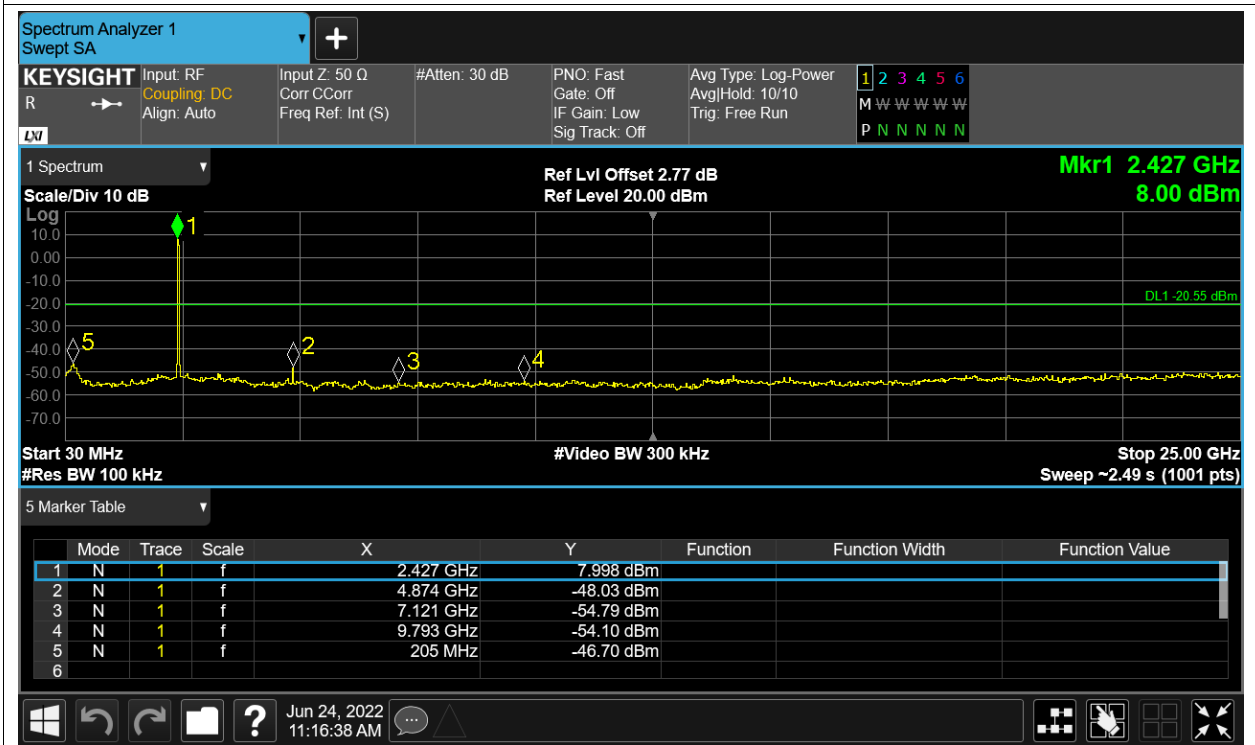 Spectrum Analyzer 1
Swept SA
+
KEYSIGHT Input: RF Input Z: 50 Ω #Atten: 30 dB PNO: Fast Avg Type: Log-Power 1 2 3 4 5 6
R Coupling: DC Corr CCorr Gate: Off Avg|Hold: 10/10 M W W W W W
Align: Auto Freq Ref: Int (S) IF Gain: Low Trig: Free Run
LXI Sig Track: Off P N N N N N N
1 Spectrum Ref Lvl Offset 2.77 dB Mkr1 2.427 GHz
Scale/Div 10 dB Ref Level 20.00 dBm 8.00 dBm
Log
10.0
0.00
-10.0
-20.0
-30.0
-40.0
-50.0
-60.0
-70.0
1
DL1 -20.55 dBm
5
2
3
4
Start 30 MHz #Video BW 300 kHz Stop 25.00 GHz
#Res BW 100 kHz Sweep ~2.49 s (1001 pts)
5 Marker Table
Mode Trace Scale X Y Function Function Width Function Value
1 N 1 f 2.427 GHz 7.998 dBm
2 N 1 f 4.874 GHz -48.03 dBm
3 N 1 f 7.121 GHz -54.79 dBm
4 N 1 f 9.793 GHz -54.10 dBm
5 N 1 f 205 MHz -46.70 dBm
6
? Jun 24, 2022
11:16:38 AM